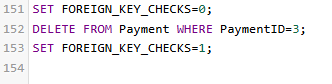 151 SET FOREIGN_KEY_CHECKS=0;
152 DELETE FROM Payment WHERE PaymentID=3;
153 SET FOREIGN_KEY_CHECKS=1;
154